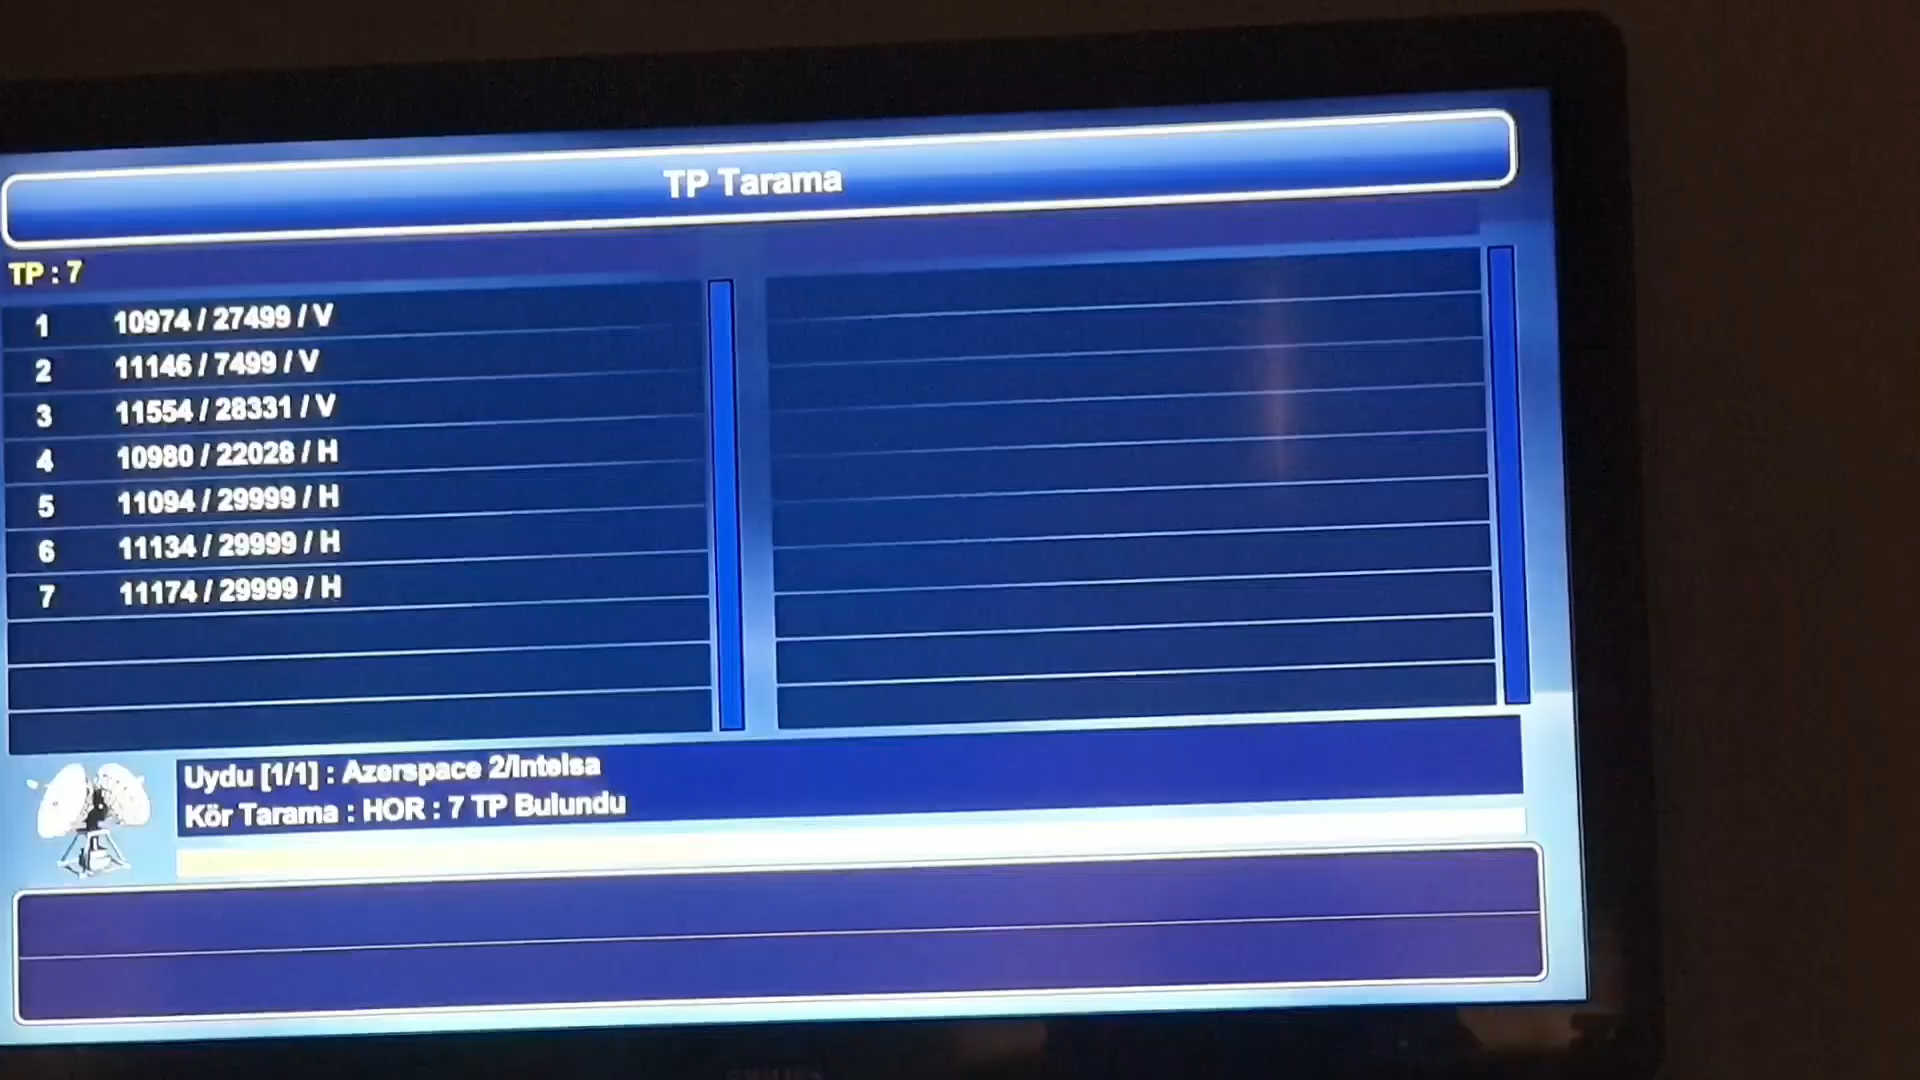 TP Tarama
TP : 7
1 10974 / 27499 / V
2 11146 / 7499 / V
3 11554 / 28331 / V
4 10980 / 22028 / H
5 11094 / 29999 / H
6 11134 / 29999 / H
7 11174 / 29999 / H
Uydu [1/1] : Azerspace 2/Intelsa
Kör Tarama : HOR : 7 TP Bulundu